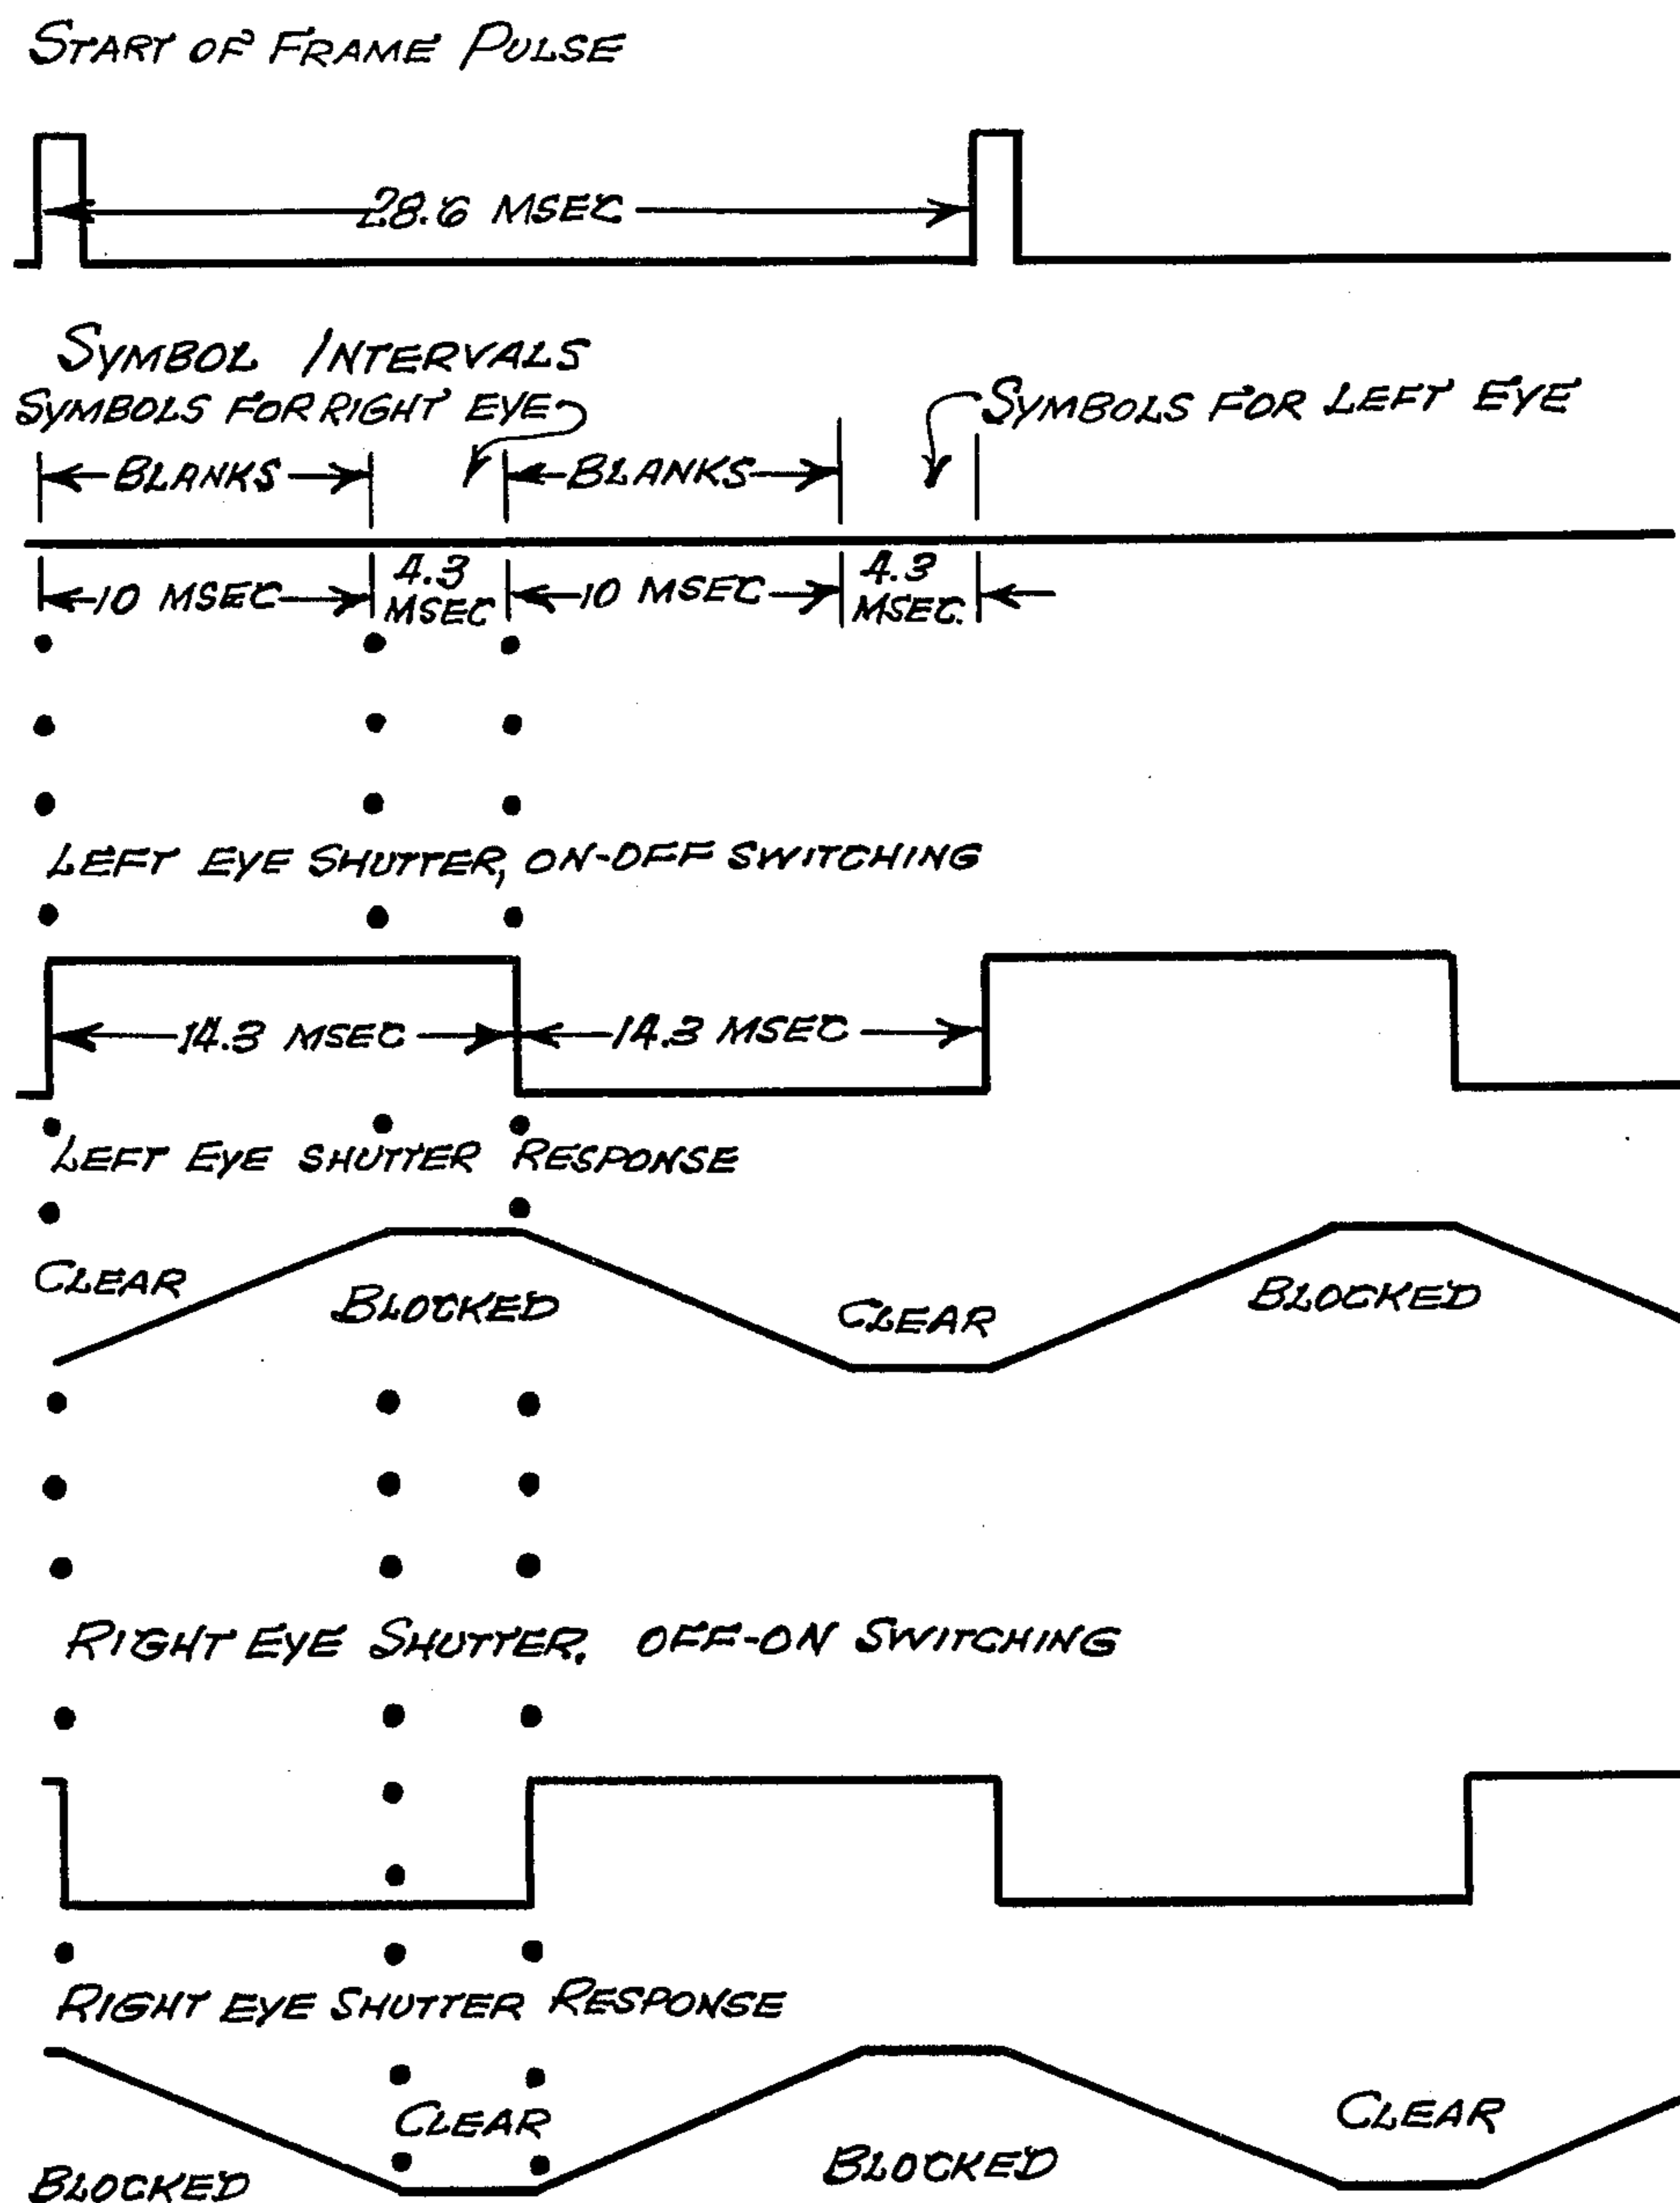 START OF FRAME PULSE
28.6 MSEC
SYMBOL INTERVALS
SYMBOLS FOR RIGHT EYE
SYMBOLS FOR LEFT EYE
BLANKS
BLANKS
10 MSEC
4.3
MSEC
10 MSEC
4.3
MSEC.
LEFT EYE SHUTTER, ON-OFF SWITCHING
14.3 MSEC
14.3 MSEC
LEFT EYE SHUTTER RESPONSE
CLEAR
BLOCKED
CLEAR
BLOCKED
RIGHT EYE SHUTTER. OFF-ON SWITCHING
RIGHT EYE SHUTTER RESPONSE
BLOCKED
CLEAR
BLOCKED
CLEAR